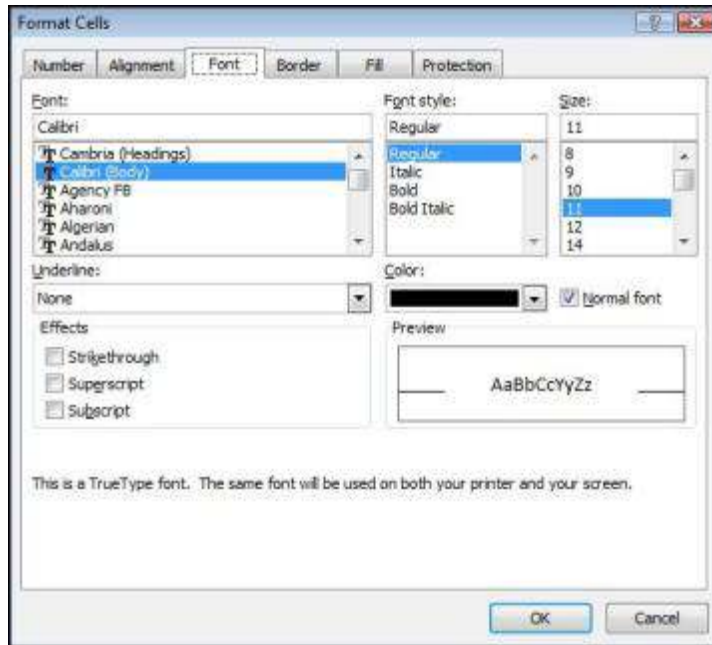 Format Cells
Number Alignment Font Border Fill Protection
Font: Font style: Size:
Calibri Regular 11
Cambria (Headings) Regular 8
Calibri (Body) Italic 9
Agency FB Bold 10
Aharoni Bold Italic 11
Algerian 12
Andalus 14
Underline: Color:
None Normal font
Effects Preview
Strikethrough
Superscript AaBbCcYyZz
Subscript
This is a TrueType font. The same font will be used on both your printer and your screen.
OK Cancel